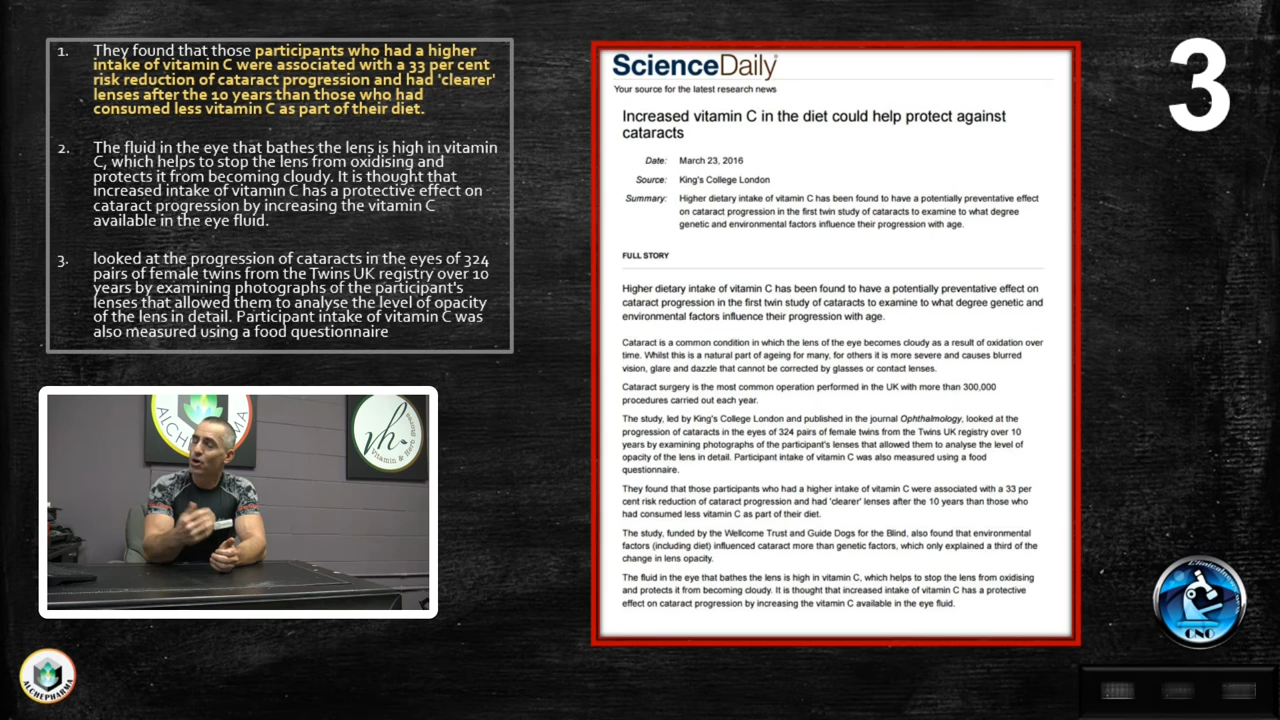 1. They found that those participants who had a higher
intake of vitamin C were associated with a 33 per cent
risk reduction of cataract progression and had 'clearer'
lenses after the 10 years than those who had
consumed less vitamin C as part of their diet.
2. The fluid in the eye that bathes the lens is high in vitamin
C, which helps to stop the lens from oxidising and
protects it from becoming cloudy. It is thought that
increased intake of vitamin C has a protective effect on
cataract progression by increasing the vitamin C
available in the eye fluid.
3. looked at the progression of cataracts in the eyes of 324
pairs of female twins from the Twins UK registry over 10
years by examining photographs of the participant's
lenses that allowed them to analyse the level of opacity
of the lens in detail. Participant intake of vitamin C was
also measured using a food questionnaire
ALCHEPHARMA
vh
Vitamin & Herb
ALCHEPHARMA
ScienceDaily
Your source for the latest research news
Increased vitamin C in the diet could help protect against
cataracts
Date: March 23, 2016
Source: King's College London
Summary: Higher dietary intake of vitamin C has been found to have a potentially preventative effect
on cataract progression in the first twin study of cataracts to examine to what degree
genetic and environmental factors influence their progression with age.
FULL STORY
Higher dietary intake of vitamin C has been found to have a potentially preventative effect on
cataract progression in the first twin study of cataracts to examine to what degree genetic and
environmental factors influence their progression with age.
Cataract is a common condition in which the lens of the eye becomes cloudy as a result of oxidation over
time. Whilst this is a natural part of ageing for many, for others it is more severe and causes blurred
vision, glare and dazzle that cannot be corrected by glasses or contact lenses.
Cataract surgery is the most common operation performed in the UK with more than 300,000
procedures carried out each year.
The study, led by King's College London and published in the journal Ophthalmology, looked at the
progression of cataracts in the eyes of 324 pairs of female twins from the Twins UK registry over 10
years by examining photographs of the participant's lenses that allowed them to analyse the level of
opacity of the lens in detail. Participant intake of vitamin C was also measured using a food
questionnaire.
They found that those participants who had a higher intake of vitamin C were associated with a 33 per
cent risk reduction of cataract progression and had 'clearer' lenses after the 10 years than those who
had consumed less vitamin C as part of their diet.
The study, funded by the Wellcome Trust and Guide Dogs for the Blind, also found that environmental
factors (including diet) influenced cataract more than genetic factors, which only explained a third of the
change in lens opacity.
The fluid in the eye that bathes the lens is high in vitamin C, which helps to stop the lens from oxidising
and protects it from becoming cloudy. It is thought that increased intake of vitamin C has a protective
effect on cataract progression by increasing the vitamin C available in the eye fluid.
3
CNO